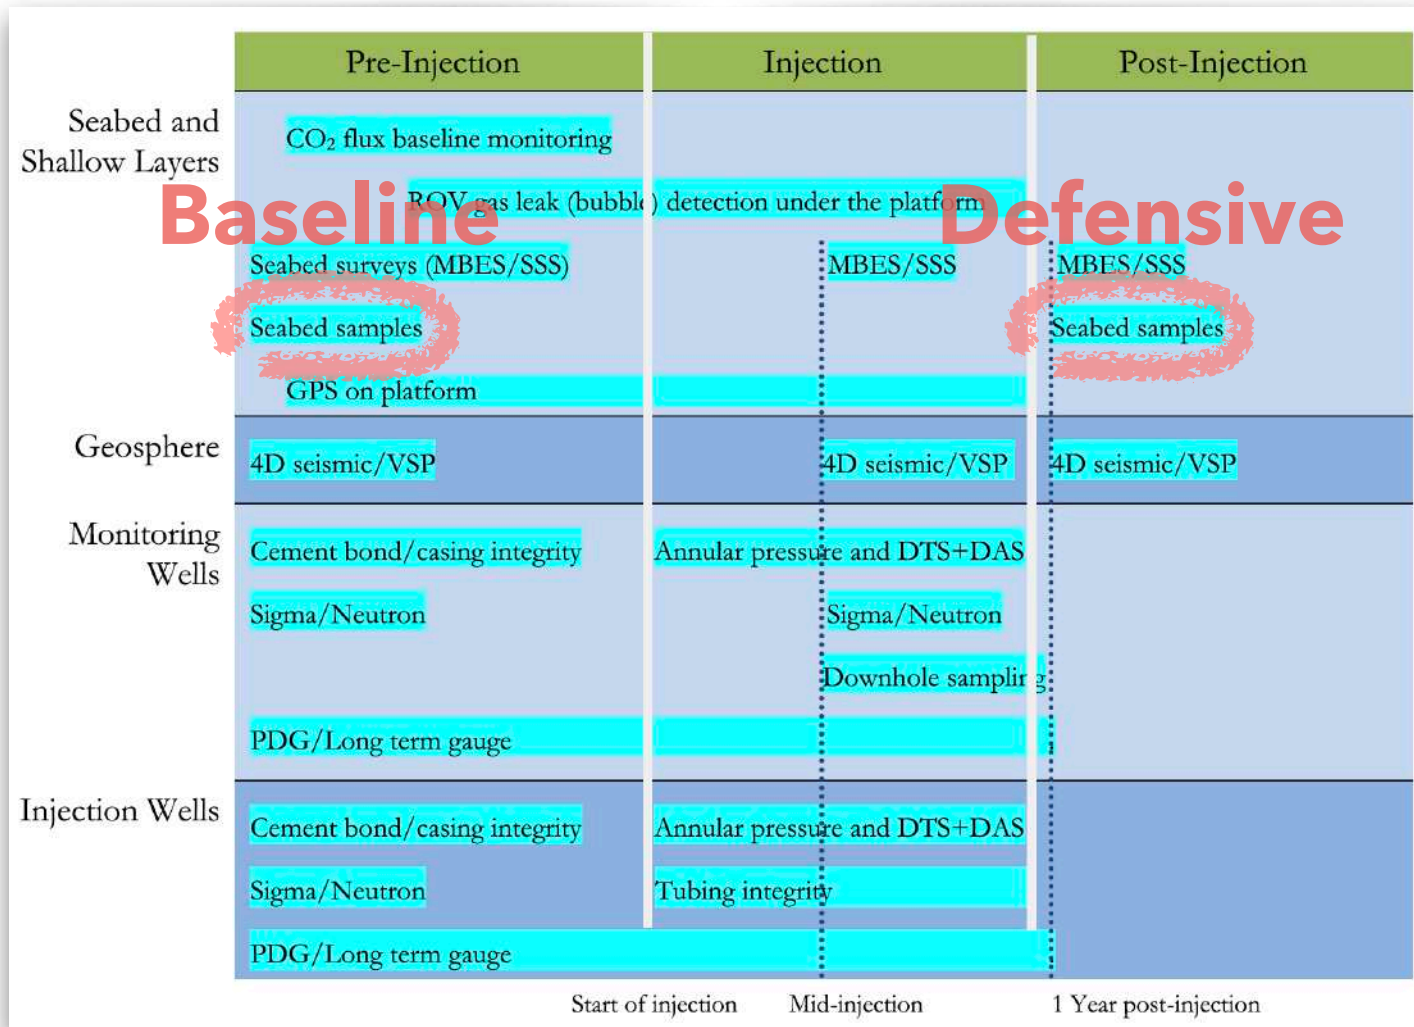 Pre-Injection Injection Post-Injection
Seabed and
Shallow Layers
CO₂ flux baseline monitoring
ROV gas leak (bubble) detection under the platform
Baseline Defensive
Seabed surveys (MBES/SSS) MBES/SSS MBES/SSS
Seabed samples Seabed samples
GPS on platform
Geosphere
4D seismic/VSP 4D seismic/VSP 4D seismic/VSP
Monitoring
Wells
Cement bond/casing integrity Annular pressure and DTS+DAS
Sigma/Neutron Sigma/Neutron
Downhole sampling
PDG/Long term gauge
Injection Wells
Cement bond/casing integrity Annular pressure and DTS+DAS
Sigma/Neutron Tubing integrity
PDG/Long term gauge
Start of injection Mid-injection 1 Year post-injection